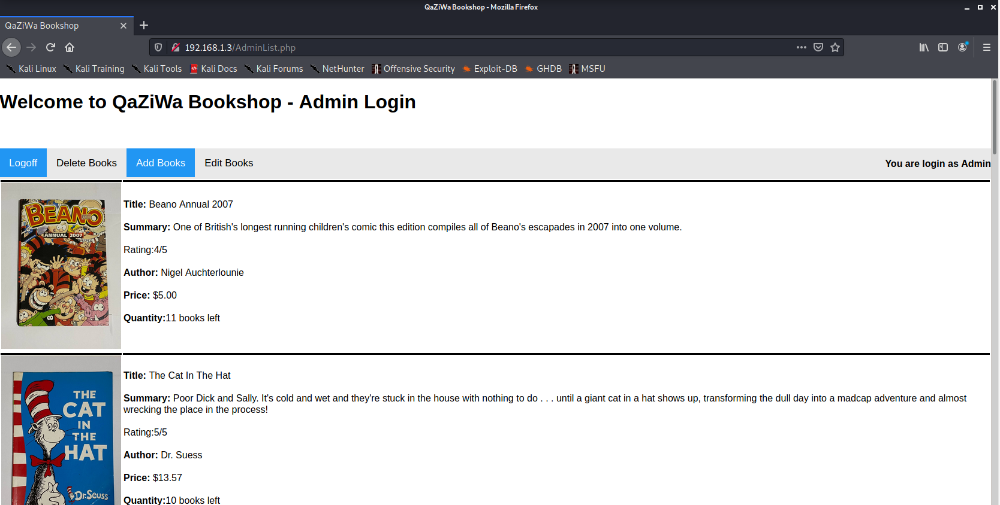 QaZiWa Bookshop - Mozilla Firefox
QaZiWa Bookshop
192.168.1.3/AdminList.php
Kali Linux Kali Training Kali Tools Kali Docs Kali Forums NetHunter Offensive Security Exploit-DB GHDB MSFU
Welcome to QaZiWa Bookshop - Admin Login
Logoff Delete Books Add Books Edit Books You are login as Admin
THE
BEANO
ANNUAL 2007
Title: Beano Annual 2007
Summary: One of British's longest running children's comic this edition compiles all of Beano's escapades in 2007 into one volume.
Rating:4/5
Author: Nigel Auchterlounie
Price: $5.00
Quantity:11 books left
THE
CAT
IN
THE
HAT
Dr. Seuss
Title: The Cat In The Hat
Summary: Poor Dick and Sally. It's cold and wet and they're stuck in the house with nothing to do . . . until a giant cat in a hat shows up, transforming the dull day into a madcap adventure and almost
wrecking the place in the process!
Rating:5/5
Author: Dr. Suess
Price: $13.57
Quantity:10 books left